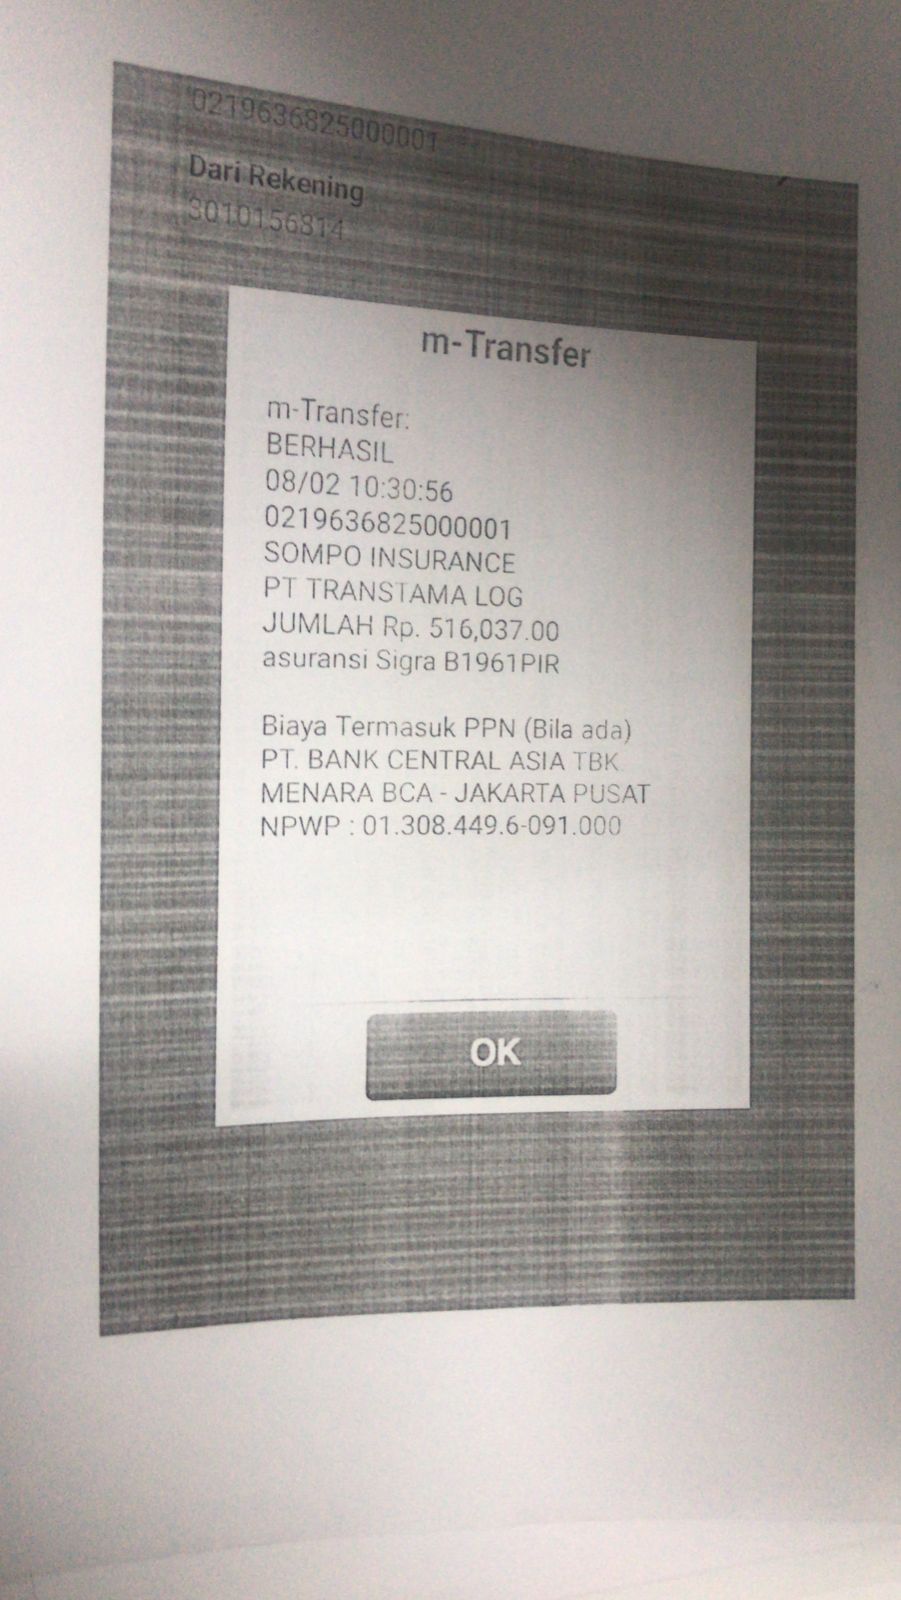 0219636825000001
Dari Rekening
3010156814
m-Transfer
m-Transfer:
BERHASIL
08/02 10:30:56
0219636825000001
SOMPO INSURANCE
PT TRANSTAMA LOG
JUMLAH Rp. 516,037.00
asuransi Sigra B1961PIR
Biaya Termasuk PPN (Bila ada)
PT. BANK CENTRAL ASIA TBK
MENARA BCA - JAKARTA PUSAT
NPWP : 01.308.449.6-091.000
OK